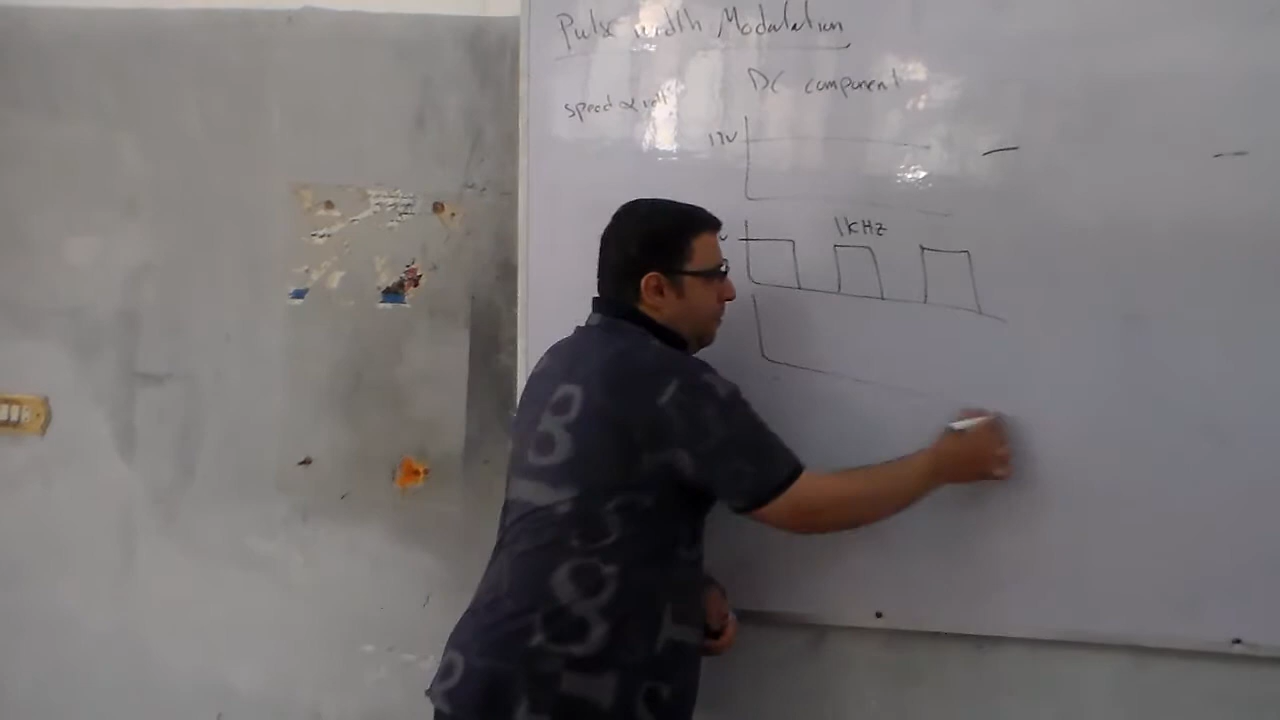 Pulse width Modulation
DC component
speed α volt
12V
1KHZ